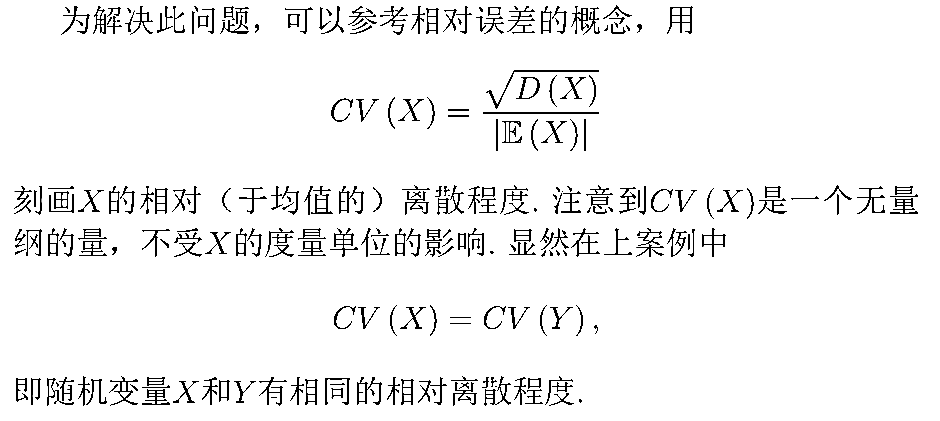 为解决此问题，可以参考相对误差的概念，用
CV (X) = √D (X) / |𝔼 (X)|
刻画X的相对（于均值的）离散程度. 注意到CV (X)是一个无量
纲的量，不受X的度量单位的影响. 显然在上案例中
CV (X) = CV (Y) ,
即随机变量X和Y有相同的相对离散程度.